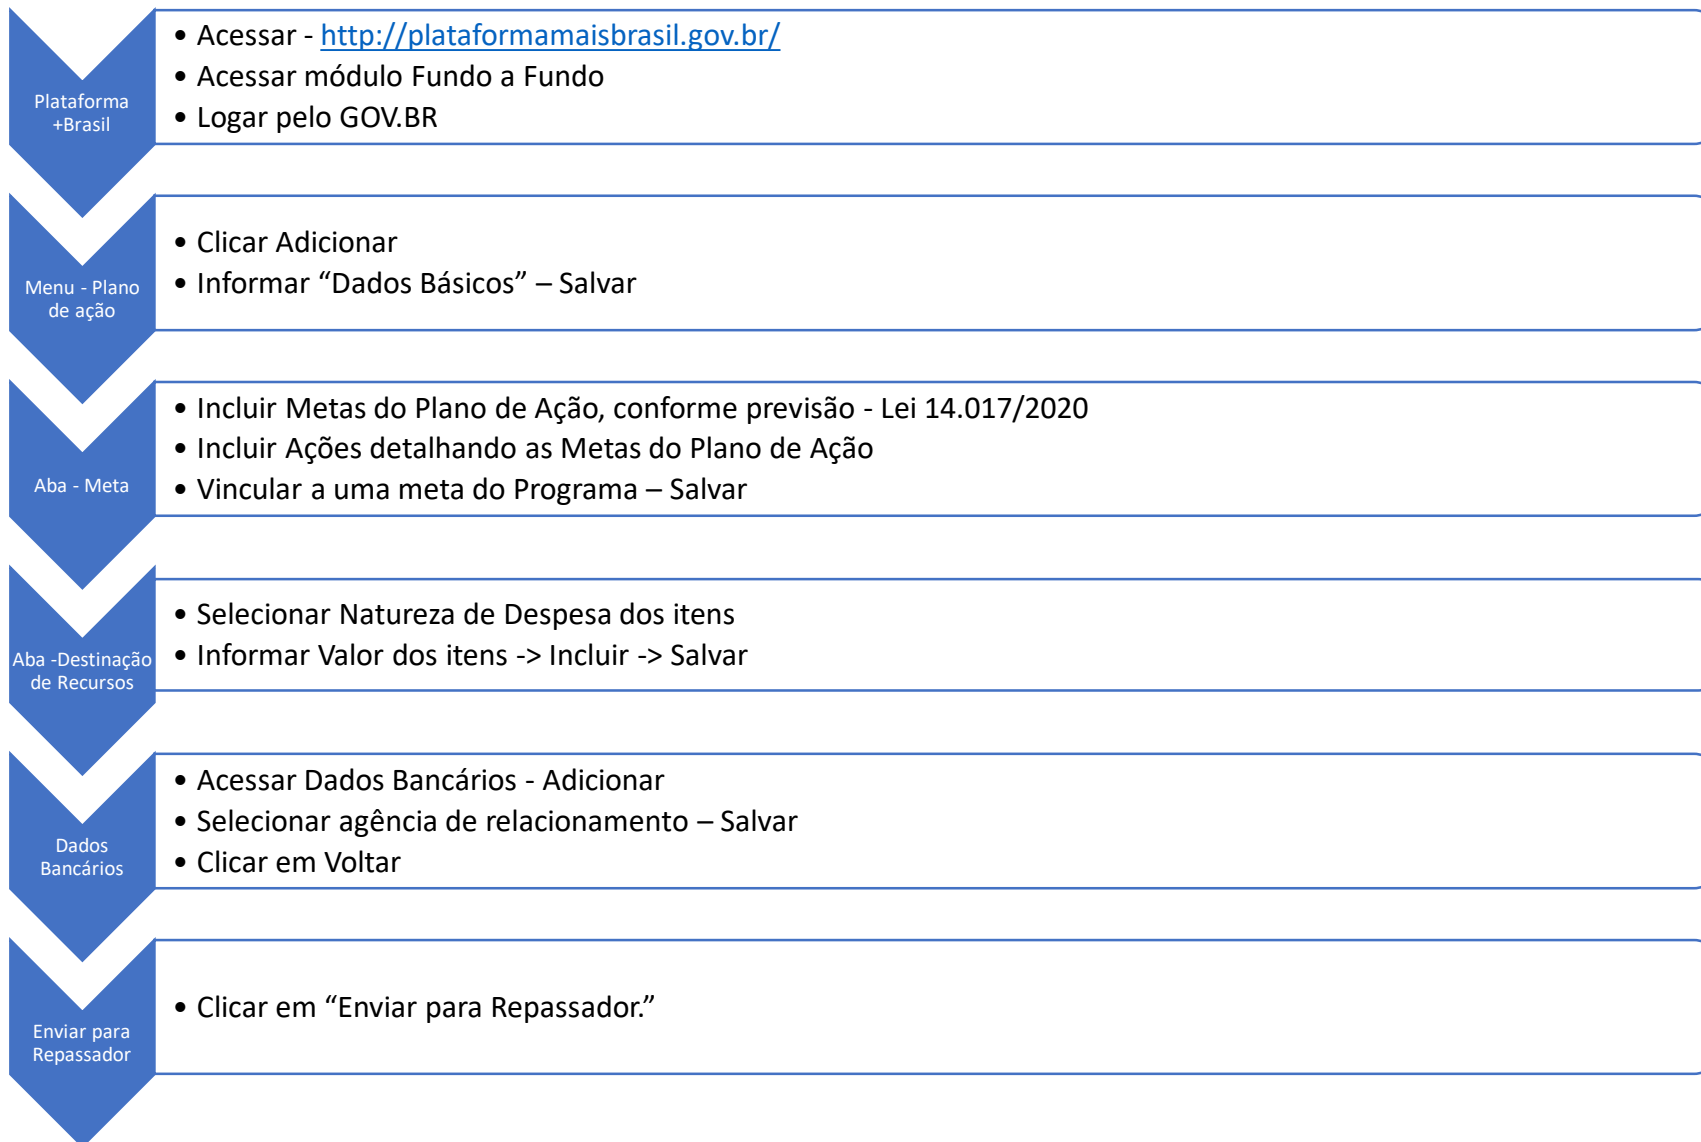 Plataforma
+Brasil
• Acessar - http://plataformamaisbrasil.gov.br/
• Acessar módulo Fundo a Fundo
• Logar pelo GOV.BR
Menu - Plano
de ação
• Clicar Adicionar
• Informar “Dados Básicos” – Salvar
Aba - Meta
• Incluir Metas do Plano de Ação, conforme previsão - Lei 14.017/2020
• Incluir Ações detalhando as Metas do Plano de Ação
• Vincular a uma meta do Programa – Salvar
Aba -Destinação
de Recursos
• Selecionar Natureza de Despesa dos itens
• Informar Valor dos itens -> Incluir -> Salvar
Dados
Bancários
• Acessar Dados Bancários - Adicionar
• Selecionar agência de relacionamento – Salvar
• Clicar em Voltar
Enviar para
Repassador
• Clicar em “Enviar para Repassador.”